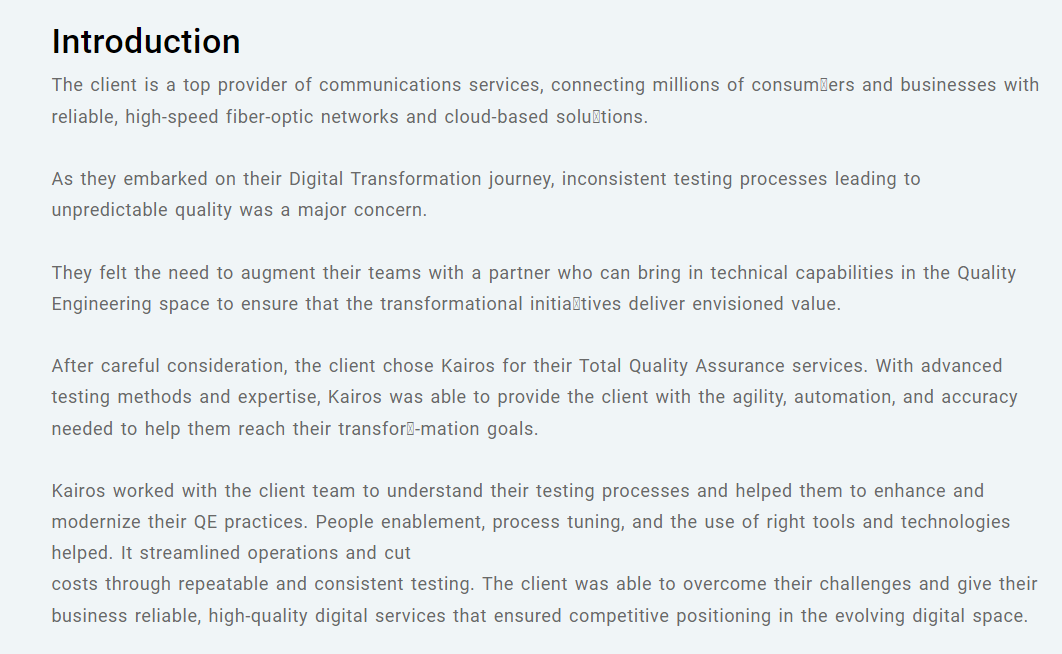 Introduction
The client is a top provider of communications services, connecting millions of consum▯ers and businesses with
reliable, high-speed fiber-optic networks and cloud-based solu▯tions.
As they embarked on their Digital Transformation journey, inconsistent testing processes leading to
unpredictable quality was a major concern.
They felt the need to augment their teams with a partner who can bring in technical capabilities in the Quality
Engineering space to ensure that the transformational initia▯tives deliver envisioned value.
After careful consideration, the client chose Kairos for their Total Quality Assurance services. With advanced
testing methods and expertise, Kairos was able to provide the client with the agility, automation, and accuracy
needed to help them reach their transfor▯-mation goals.
Kairos worked with the client team to understand their testing processes and helped them to enhance and
modernize their QE practices. People enablement, process tuning, and the use of right tools and technologies
helped. It streamlined operations and cut
costs through repeatable and consistent testing. The client was able to overcome their challenges and give their
business reliable, high-quality digital services that ensured competitive positioning in the evolving digital space.